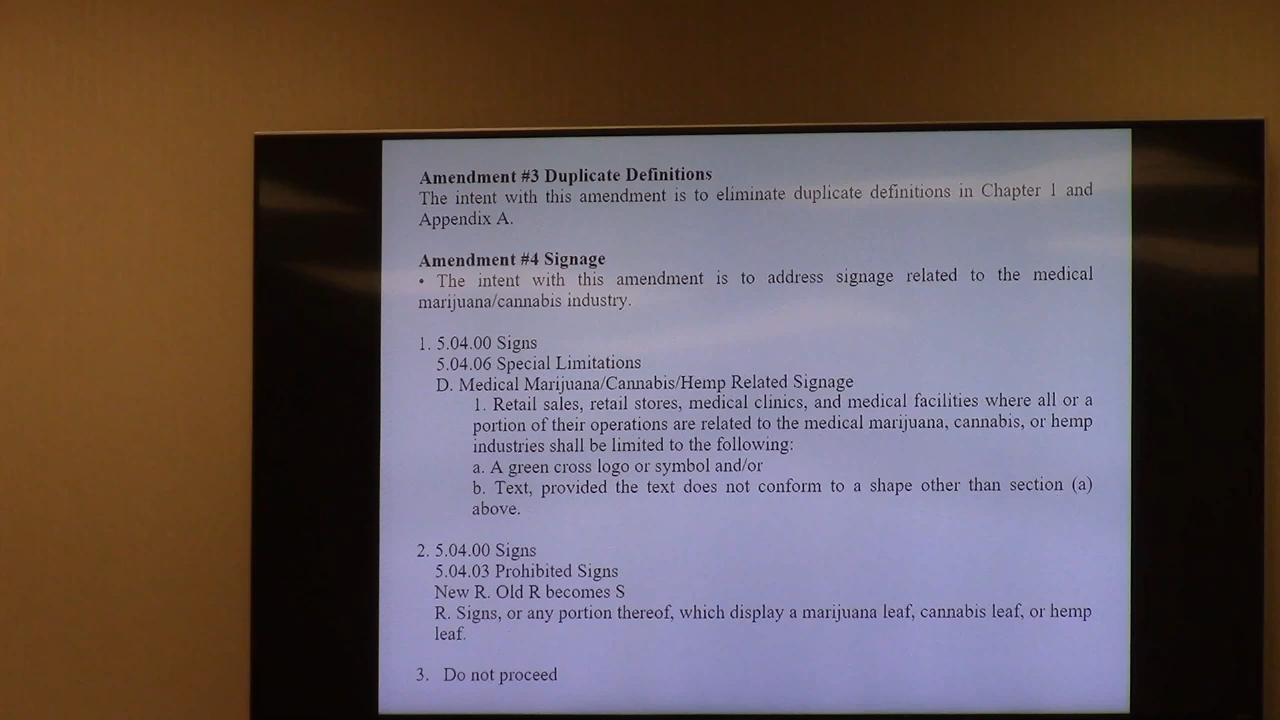 Amendment #3 Duplicate Definitions
The intent with this amendment is to eliminate duplicate definitions in Chapter 1 and
Appendix A.
Amendment #4 Signage
• The intent with this amendment is to address signage related to the medical
marijuana/cannabis industry.
1. 5.04.00 Signs
5.04.06 Special Limitations
D. Medical Marijuana/Cannabis/Hemp Related Signage
1. Retail sales, retail stores, medical clinics, and medical facilities where all or a
portion of their operations are related to the medical marijuana, cannabis, or hemp
industries shall be limited to the following:
a. A green cross logo or symbol and/or
b. Text, provided the text does not conform to a shape other than section (a)
above.
2. 5.04.00 Signs
5.04.03 Prohibited Signs
New R. Old R becomes S
R. Signs, or any portion thereof, which display a marijuana leaf, cannabis leaf, or hemp
leaf.
3. Do not proceed